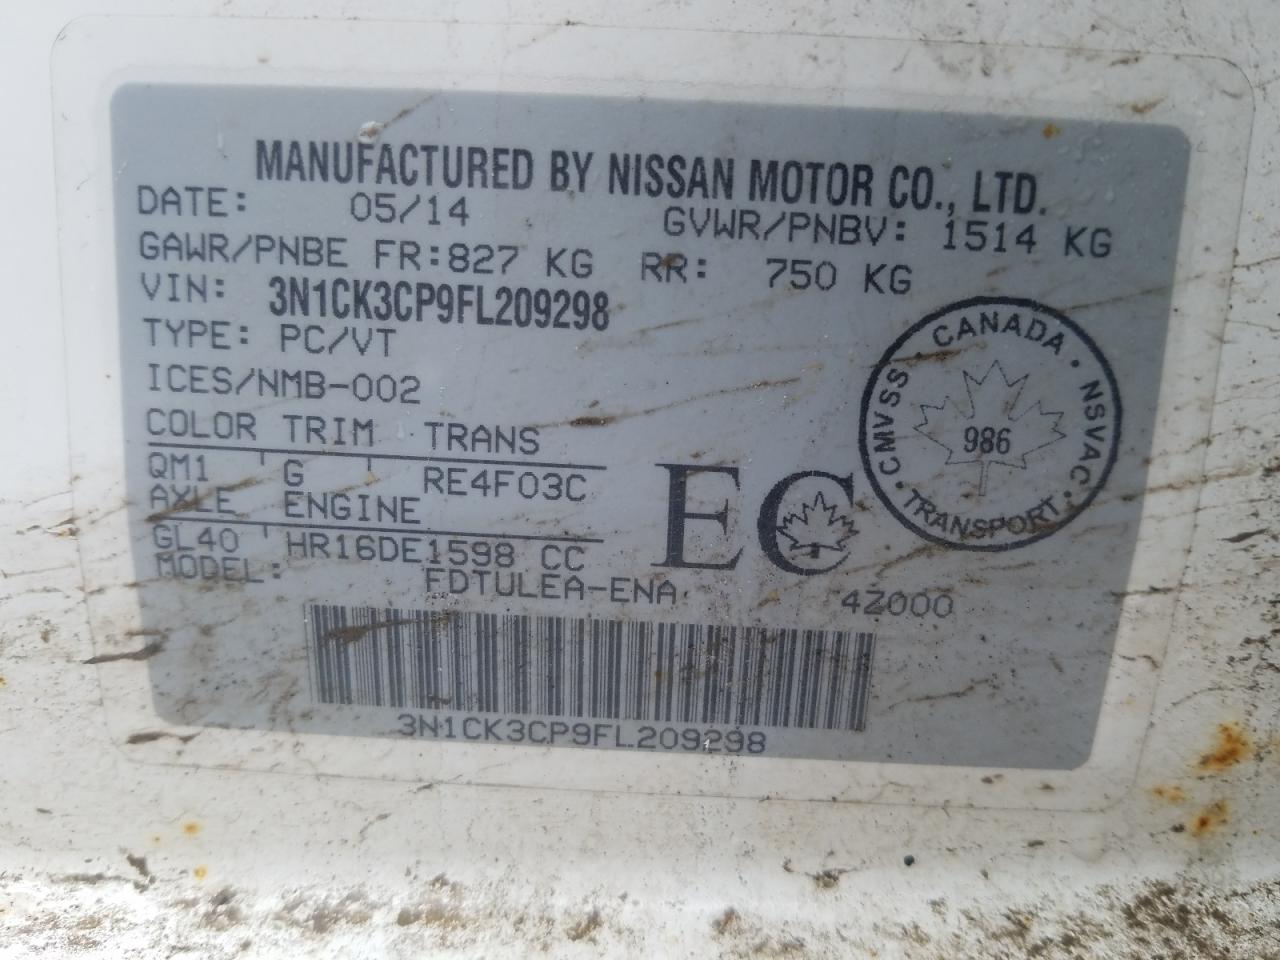 MANUFACTURED BY NISSAN MOTOR CO., LTD.
DATE: 05/14 GVWR/PNBV: 1514 KG
GAWR/PNBE FR:827 KG RR: 750 KG
VIN: 3N1CK3CP9FL209298
TYPE: PC/VT
ICES/NMB-002
COLOR TRIM TRANS
QM1 G RE4F03C
AXLE ENGINE
GL40 HR16DE1598 CC
MODEL: FDTULEA-ENA
EC
4Z000
CMVSS · CANADA · NSVAC · TRANSPORT ·
986
3N1CK3CP9FL209298